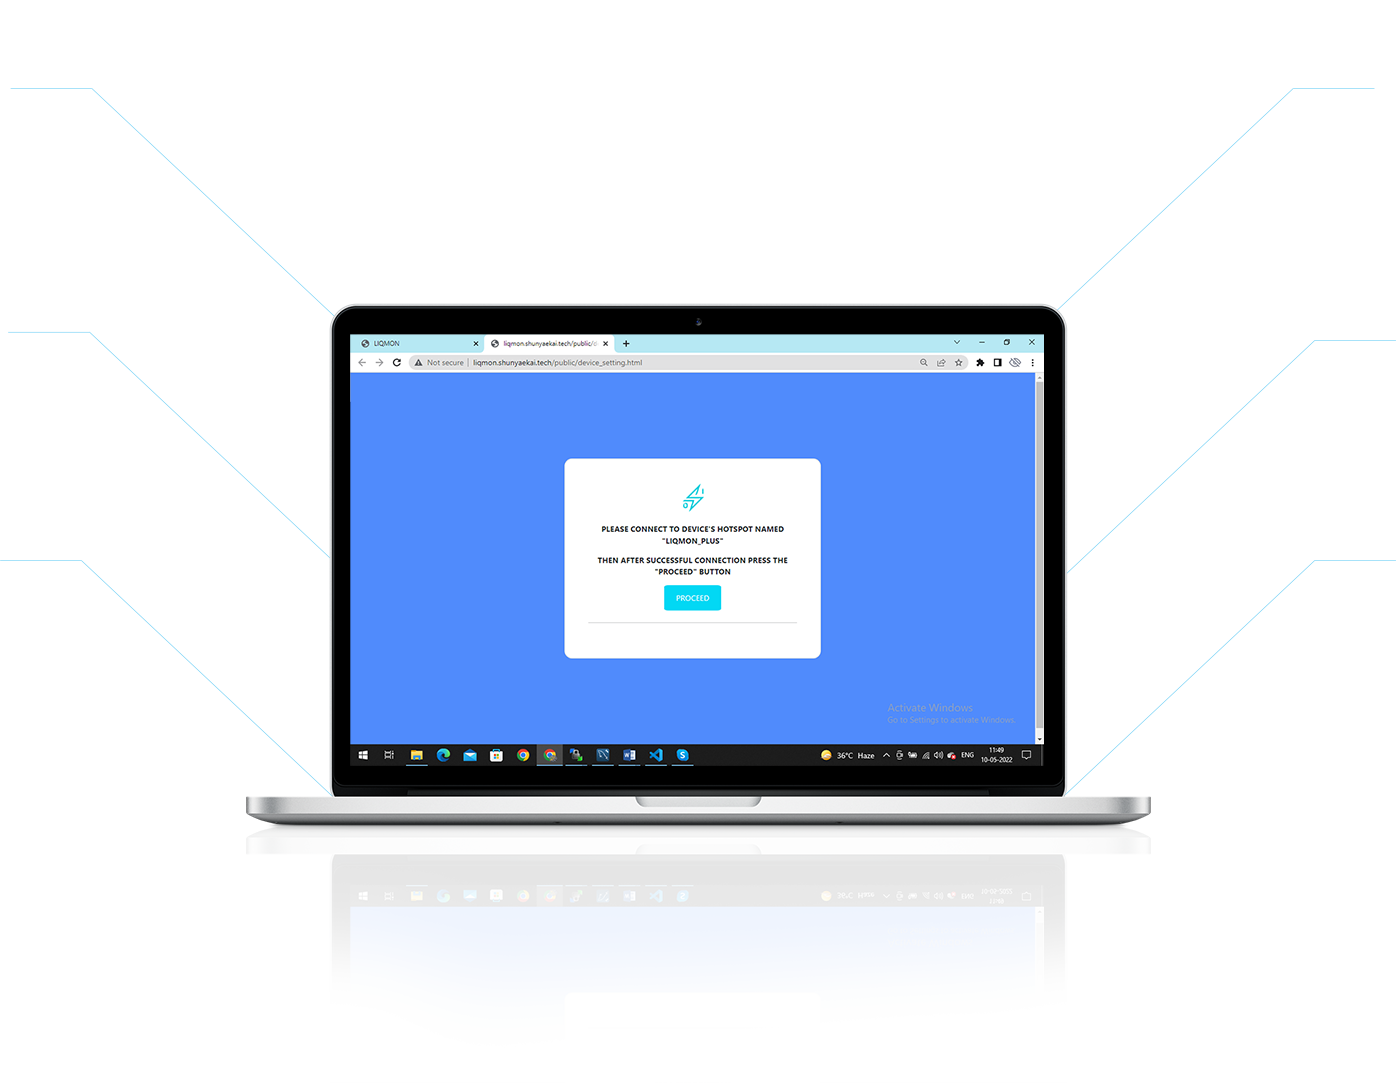 LIQMON
liqmon.shunyaekai.tech/public/d
Not secure
liqmon.shunyaekai.tech/public/device_setting.html
PLEASE CONNECT TO DEVICE'S HOTSPOT NAMED
"LIQMON_PLUS"
THEN AFTER SUCCESSFUL CONNECTION PRESS THE
"PROCEED" BUTTON
PROCEED
Activate Windows
Go to Settings to activate Windows.
36°C Haze
ENG
11:49
10-05-2022